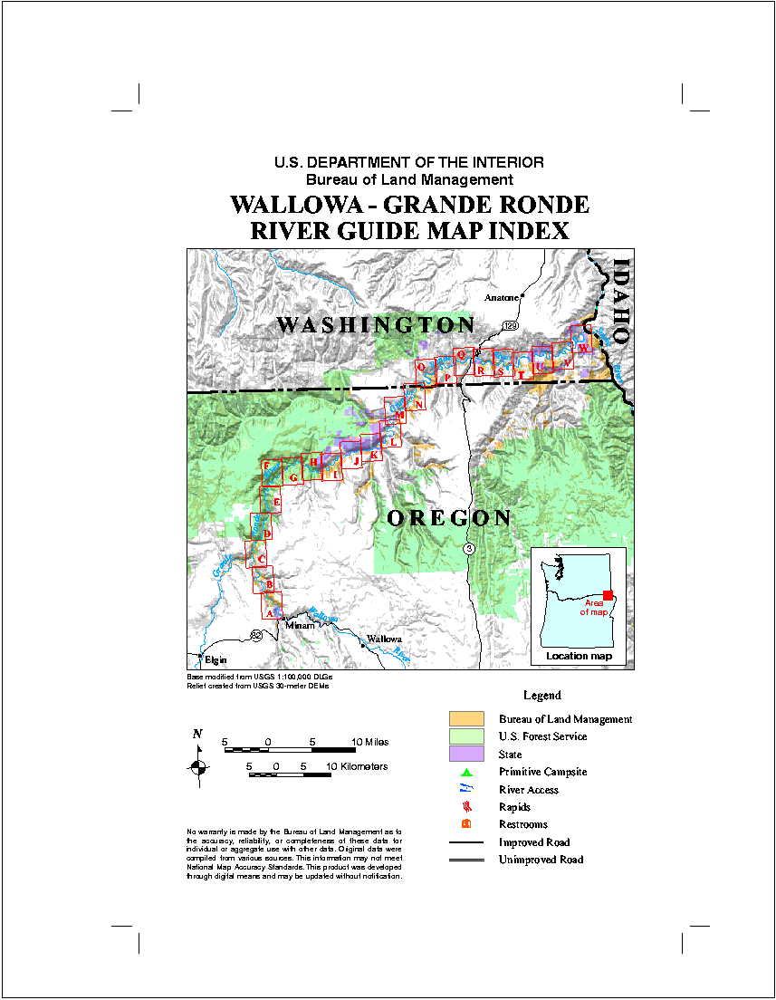 U.S. DEPARTMENT OF THE INTERIOR
Bureau of Land Management
WALLOWA - GRANDE RONDE
RIVER GUIDE MAP INDEX
IDAHO
Anatone
WASHINGTON
129
W
V
U
T
S
R
Q
P
O
N
M
L
K
J
I
H
G
F
E
D
C
B
A
OREGON
3
Ronde
Grande
Minam
Wallowa
River
Wallowa
82
Elgin
Area
of map
Location map
Base modified from USGS 1:100,000 DLGs
Relief created from USGS 30-meter DEMs
Legend
Bureau of Land Management
U.S. Forest Service
State
Primitive Campsite
River Access
Rapids
Restrooms
Improved Road
Unimproved Road
N
5 0 5 10 Miles
5 0 5 10 Kilometers
No warranty is made by the Bureau of Land Management as to
the accuracy, reliability, or completeness of these data for
individual or aggregate use with other data. Original data were
compiled from various sources. This information may not meet
National Map Accuracy Standards. This product was developed
through digital means and may be updated without notification.